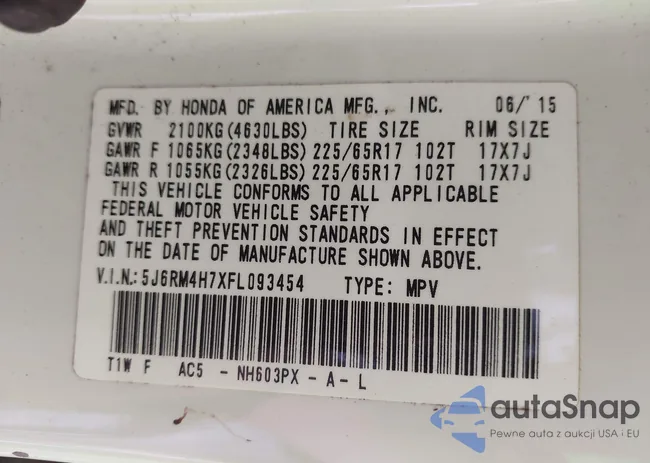 MFD. BY HONDA OF AMERICA MFG., INC. 06/'15
GVWR 2100KG(4630LBS) TIRE SIZE RIM SIZE
GAWR F 1065KG(2348LBS) 225/65R17 102T 17X7J
GAWR R 1055KG(2326LBS) 225/65R17 102T 17X7J
THIS VEHICLE CONFORMS TO ALL APPLICABLE
FEDERAL MOTOR VEHICLE SAFETY
AND THEFT PREVENTION STANDARDS IN EFFECT
ON THE DATE OF MANUFACTURE SHOWN ABOVE.
V.I.N.: 5J6RM4H7XFL093454 TYPE: MPV
T1W F AC5 - NH603PX - A - L
autaSnap
Pewne auta z aukcji USA i EU